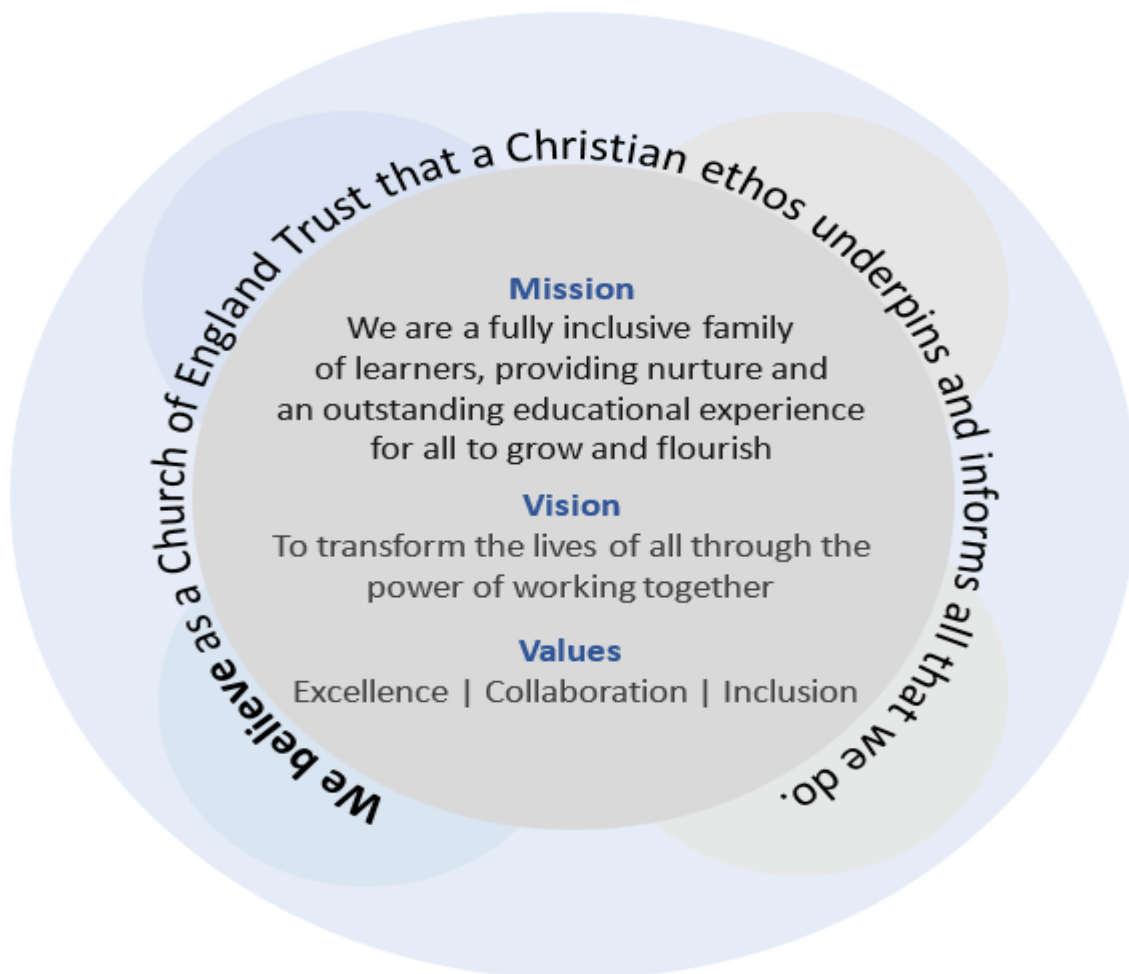 We believe as a Church of England Trust that a Christian ethos underpins and informs all that we do.
Mission
We are a fully inclusive family
of learners, providing nurture and
an outstanding educational experience
for all to grow and flourish
Vision
To transform the lives of all through the
power of working together
Values
Excellence | Collaboration | Inclusion